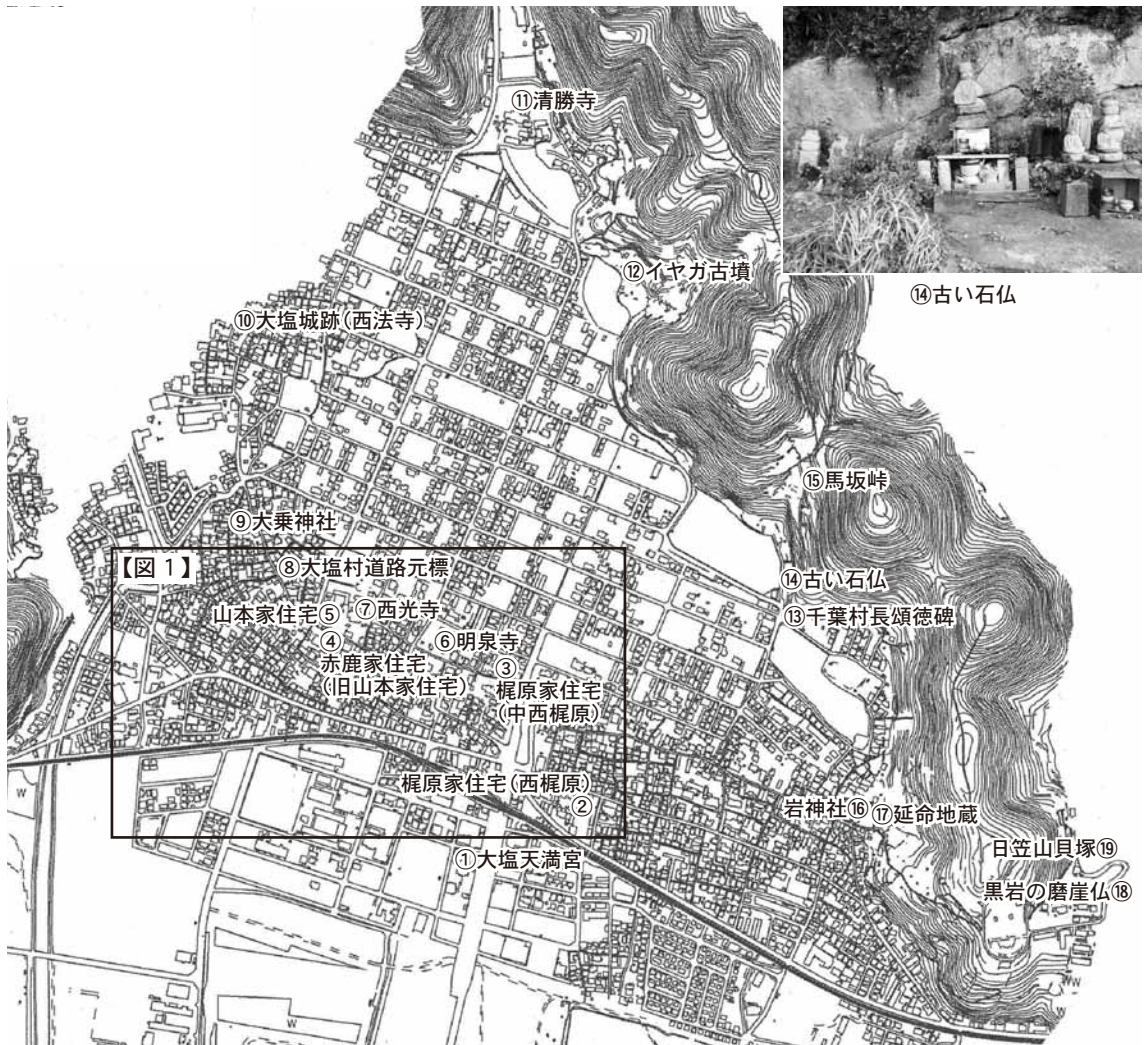 ⑪清勝寺
⑫イヤガ古墳
⑭古い石仏
⑩大塩城跡(西法寺)
⑮馬坂峠
⑨大乗神社
【図1】
⑧大塩村道路元標
⑭古い石仏
山本家住宅⑤
⑦西光寺
⑬千葉村長頌徳碑
④
赤鹿家住宅
(旧山本家住宅)
⑥明泉寺
③
梶原家住宅
(中西梶原)
梶原家住宅(西梶原)
②
岩神社⑯
⑰延命地蔵
①大塩天満宮
日笠山貝塚⑲
黒岩の磨崖仏⑱
W
W
W
W
W